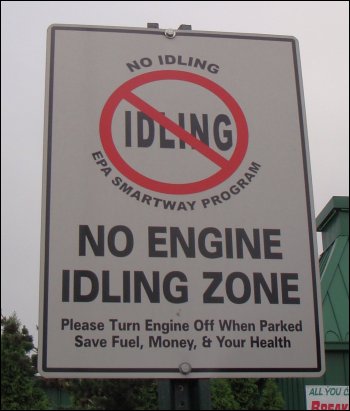 NO IDLING
IDLING
EPA SMARTWAY PROGRAM
NO ENGINE
IDLING ZONE
Please Turn Engine Off When Parked
Save Fuel, Money, & Your Health
ALL YOU C